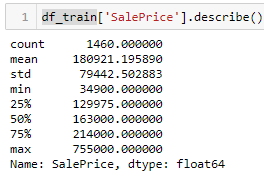 1 df_train['SalePrice'].describe()
count 1460.000000
mean 180921.195890
std 79442.502883
min 34900.000000
25% 129975.000000
50% 163000.000000
75% 214000.000000
max 755000.000000
Name: SalePrice, dtype: float64